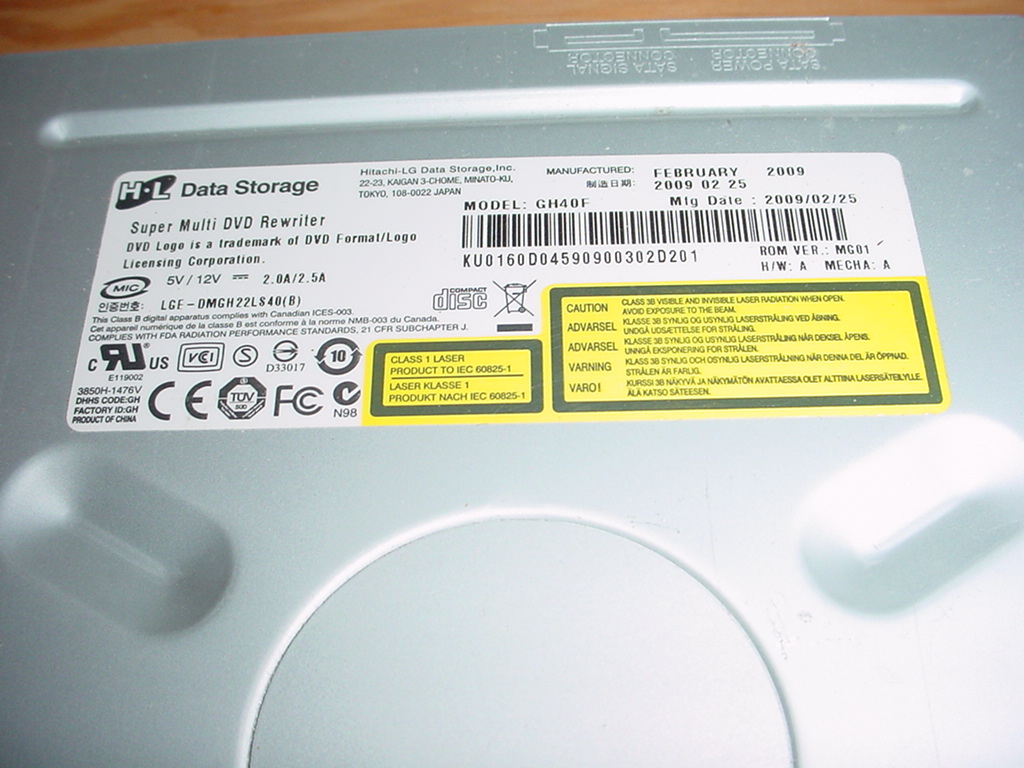 SATA SIGNAL CONNECTOR
SATA POWER CONNECTOR
H·L Data Storage
Hitachi-LG Data Storage,Inc.
22-23, KAIGAN 3-CHOME, MINATO-KU,
TOKYO, 108-0022 JAPAN
MANUFACTURED: FEBRUARY 2009
制造日期: 2009 02 25
MODEL: GH40F Mfg Date : 2009/02/25
Super Multi DVD Rewriter
DVD Logo is a trademark of DVD Format/Logo
Licensing Corporation.
KU0160D04590900302D201
ROM VER.: MG01
H/W: A MECHA: A
MIC 5V / 12V 2.0A/2.5A
인증번호: LGE-DMGH22LS40(B)
COMPACT disc
This Class B digital apparatus complies with Canadian ICES-003.
Cet appareil numérique de la classe B est conforme à la norme NMB-003 du Canada.
COMPLIES WITH FDA RADIATION PERFORMANCE STANDARDS, 21 CFR SUBCHAPTER J.
C UR US VCI S D33017 10
E119002
3850H-1476V
DHHS CODE:GH
FACTORY ID:GH
PRODUCT OF CHINA
CE TUV FC N98
CLASS 1 LASER
PRODUCT TO IEC 60825-1
LASER KLASSE 1
PRODUKT NACH IEC 60825-1
CAUTION CLASS 3B VISIBLE AND INVISIBLE LASER RADIATION WHEN OPEN.
AVOID EXPOSURE TO THE BEAM.
ADVARSEL KLASSE 3B SYNLIG OG USYNLIG LASERSTRÅLING VED ÅBNING.
UNDGÅ UDSÆTTELSE FOR STRÅLING.
ADVARSEL KLASSE 3B SYNLIG OG USYNLIG LASERSTRÅLING NÅR DEKSEL ÅPENS.
UNNGÅ EKSPONERING FOR STRÅLEN.
VARNING KLASS 3B SYNLIG OCH OSYNLIG LASERSTRÅLNING NÄR DENNA DEL ÄR ÖPPNAD.
STRÅLEN ÄR FARLIG.
VARO! KURSSI 3B NÄKYVÄ JA NÄKYMÄTÖN AVATTAESSA OLET ALTTIINA LASERSÄTEILYLLE.
ÄLÄ KATSO SÄTEESEEN.